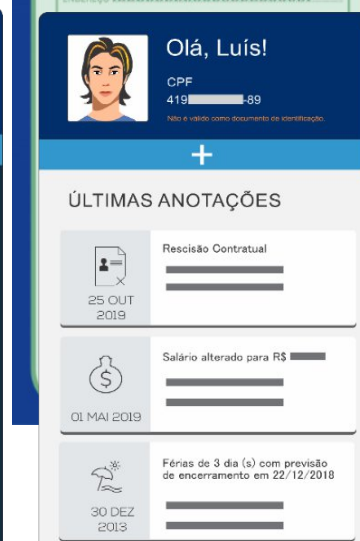 Olá, Luís!
CPF
419 -89
Não é válido como documento de identificação.
+
ÚLTIMAS ANOTAÇÕES
Rescisão Contratual
25 OUT
2019
Salário alterado para R$
01 MAI 2019
Férias de 3 dia (s) com previsão
de encerramento em 22/12/2018
30 DEZ
2013